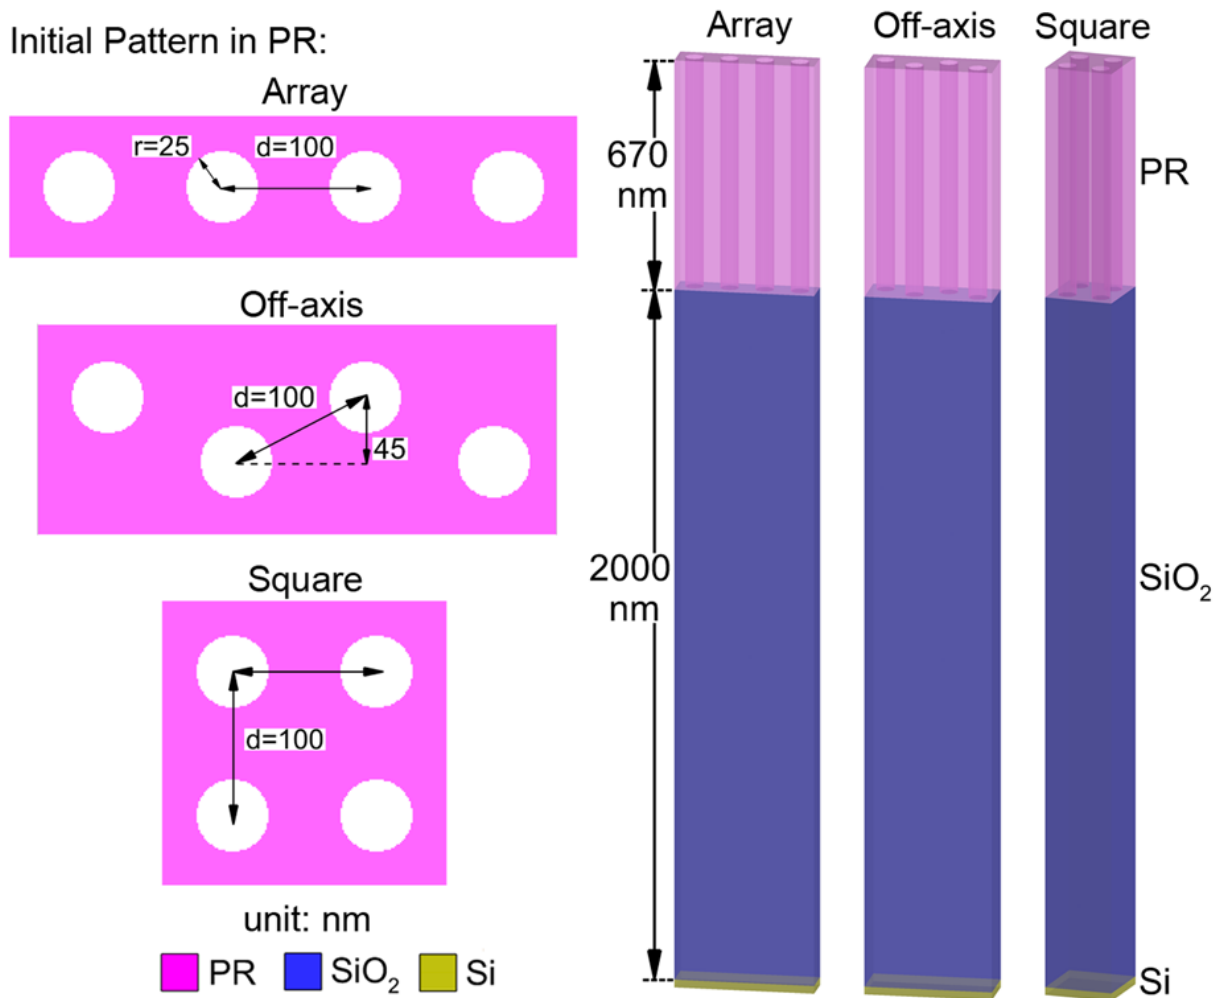 Initial Pattern in PR:
Array
r=25
d=100
Off-axis
d=100
45
Square
d=100
unit: nm
PR
SiO₂
Si
Array
Off-axis
Square
670
nm
PR
2000
nm
SiO₂
Si